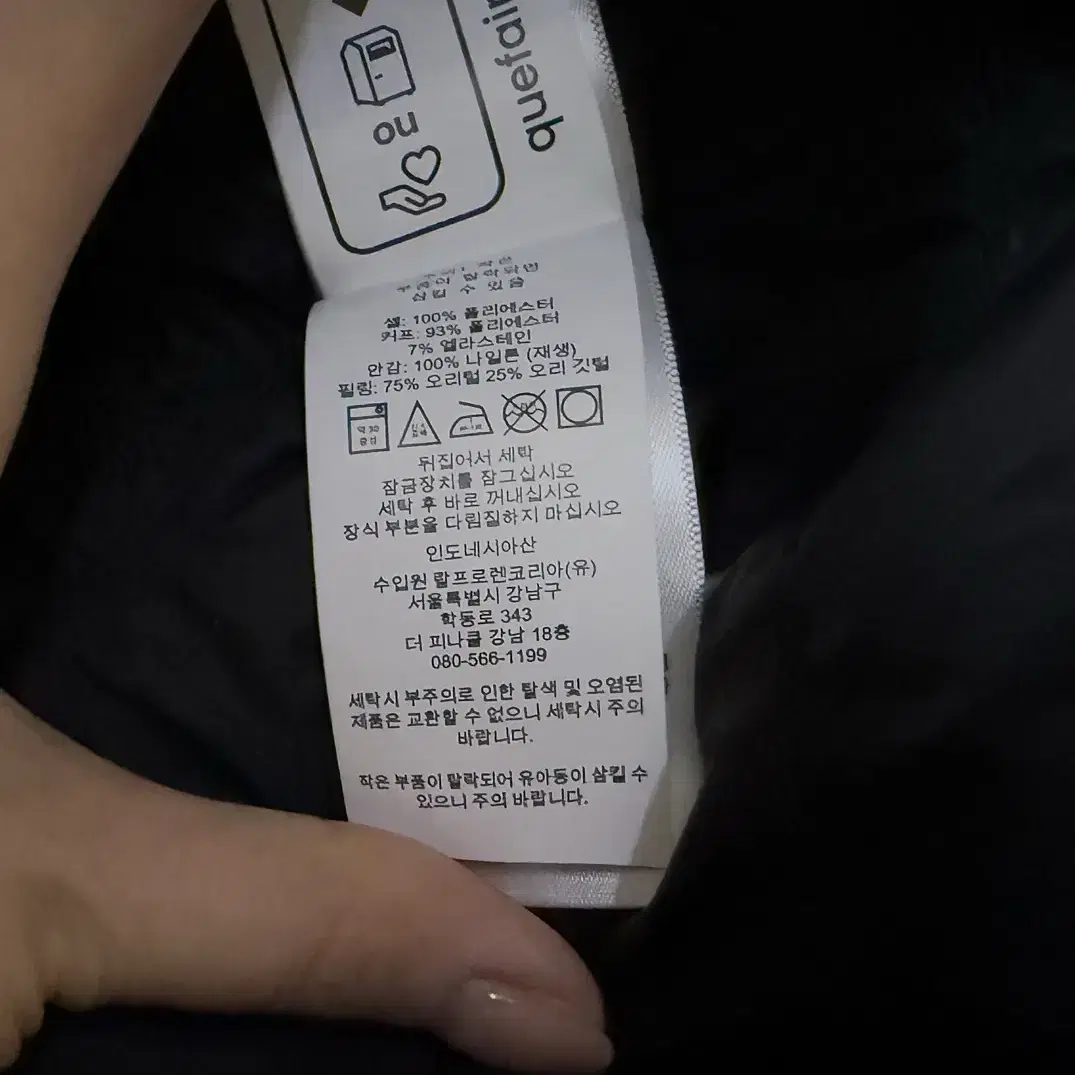 quefair
ou
삼킬 수 있음
셸: 100% 폴리에스터
커프: 93% 폴리에스터
7% 엘라스테인
안감: 100% 나일론 (재생)
필링: 75% 오리털 25% 오리 깃털
뒤집어서 세탁
잠금장치를 잠그십시오
세탁 후 바로 꺼내십시오
장식 부분을 다림질하지 마십시오
인도네시아산
수입원 랄프로렌코리아(유)
서울특별시 강남구
학동로 343
더 피나클 강남 18층
080-566-1199
세탁시 부주의로 인한 탈색 및 오염된
제품은 교환할 수 없으니 세탁시 주의
바랍니다.
작은 부품이 탈락되어 유아동이 삼킬 수
있으니 주의 바랍니다.